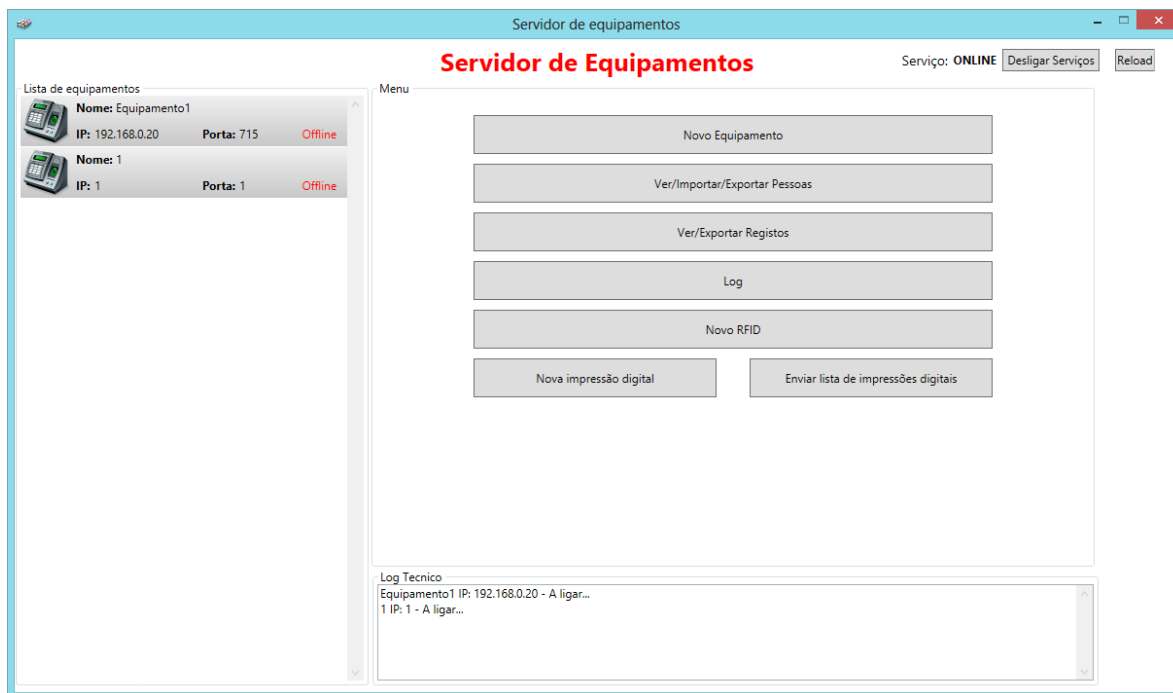 Servidor de equipamentos
Servidor de Equipamentos
Serviço: ONLINE Desligar Serviços Reload
Lista de equipamentos
Nome: Equipamento1
IP: 192.168.0.20 Porta: 715 Offline
Nome: 1
IP: 1 Porta: 1 Offline
Menu
Novo Equipamento
Ver/Importar/Exportar Pessoas
Ver/Exportar Registos
Log
Novo RFID
Nova impressão digital Enviar lista de impressões digitais
Log Tecnico
Equipamento1 IP: 192.168.0.20 - A ligar...
1 IP: 1 - A ligar...